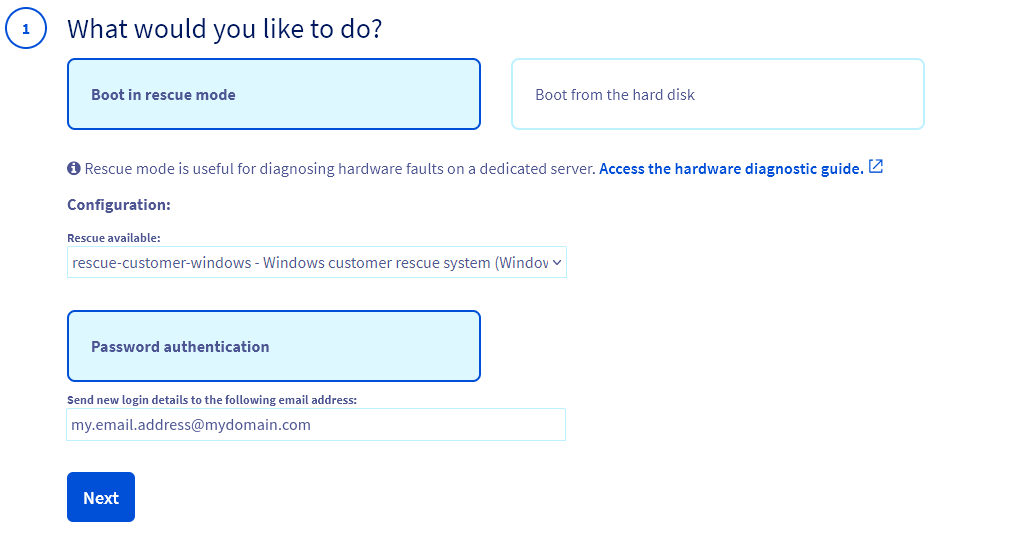 1
What would you like to do?
Boot in rescue mode
Boot from the hard disk
Rescue mode is useful for diagnosing hardware faults on a dedicated server. Access the hardware diagnostic guide.
Configuration:
Rescue available:
rescue-customer-windows - Windows customer rescue system (Window
Password authentication
Send new login details to the following email address:
my.email.address@mydomain.com
Next